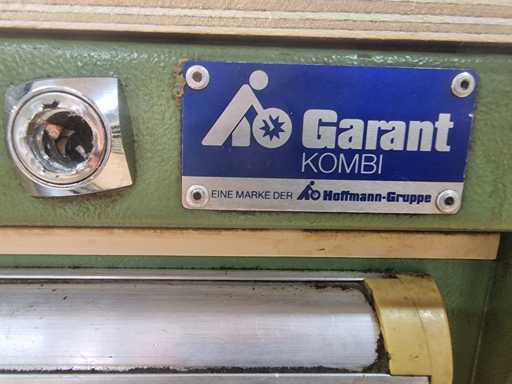 Garant
KOMBI
EINE MARKE DER Hoffmann-Gruppe